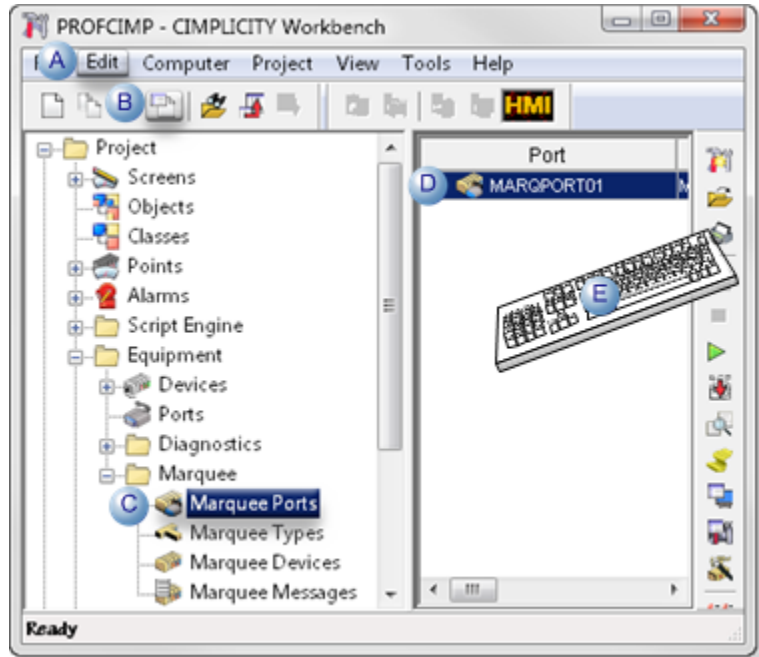 PROFCIMP - CIMPLICITY Workbench
A Edit Computer Project View Tools Help
B HMI
Project
Screens
Objects
Classes
Points
Alarms
Script Engine
Equipment
Devices
Ports
Diagnostics
Marquee
C Marquee Ports
Marquee Types
Marquee Devices
Marquee Messages
Port
D MARQPORT01 M
E
Ready